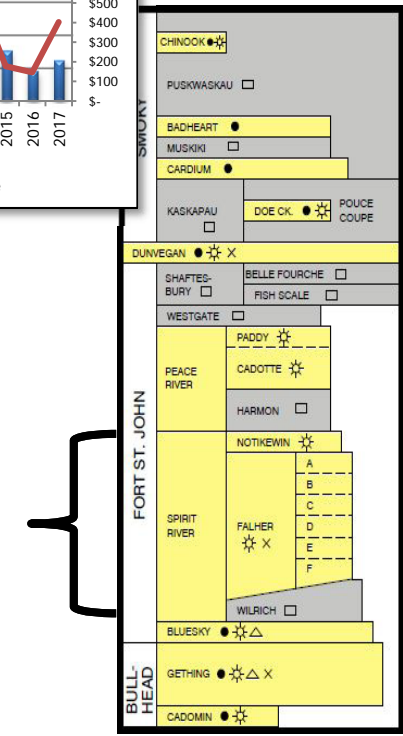 $500
$400
$300
$200
$100
$-
2015
2016
2017
SMOKY
CHINOOK
PUSKWASKAU
BADHEART
MUSKIKI
CARDIUM
KASKAPAU
DOE CK.
POUCE
COUPE
DUNVEGAN X
SHAFTES-
BURY
BELLE FOURCHE
FISH SCALE
WESTGATE
FORT ST. JOHN
PEACE
RIVER
PADDY
CADOTTE
HARMON
SPIRIT
RIVER
NOTIKEWIN
FALHER
X
A
B
C
D
E
F
WILRICH
BLUESKY
BULL-
HEAD
GETHING X
CADOMIN